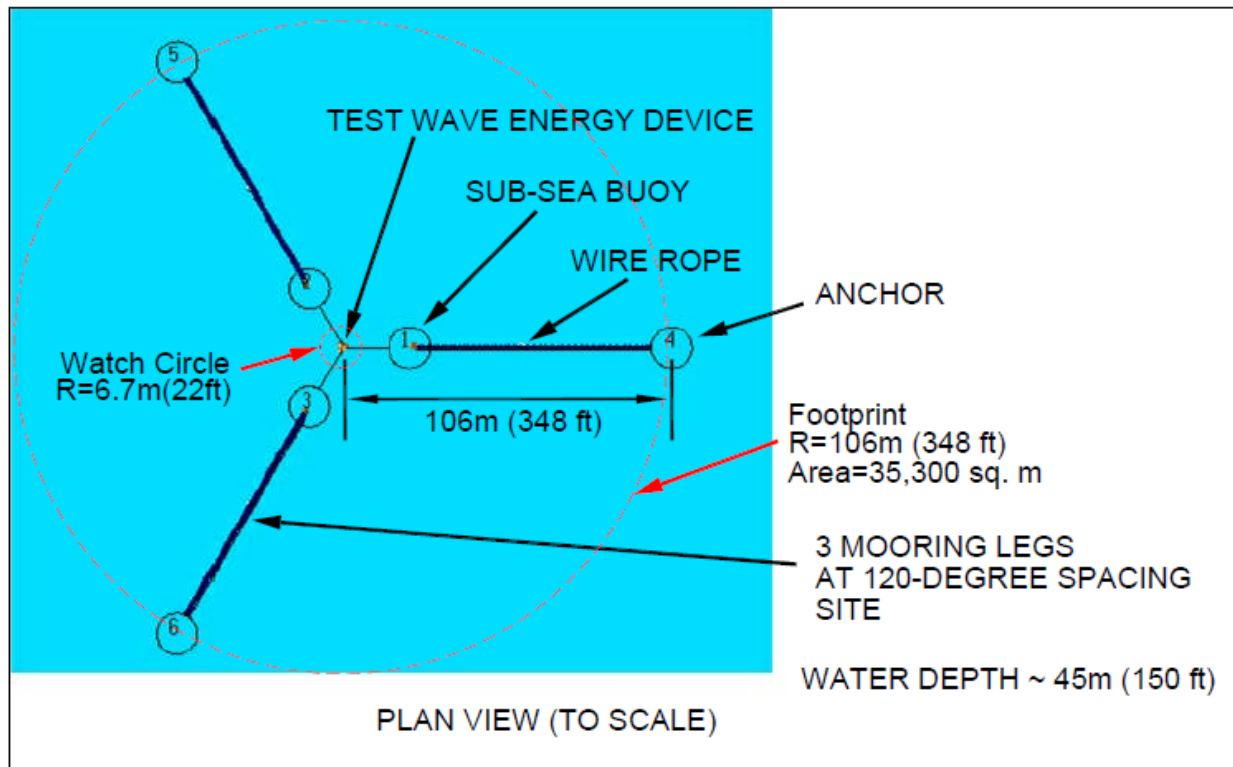 5
TEST WAVE ENERGY DEVICE
SUB-SEA BUOY
WIRE ROPE
ANCHOR
2
1
4
Watch Circle
R=6.7m(22ft)
3
106m (348 ft)
Footprint
R=106m (348 ft)
Area=35,300 sq. m
3 MOORING LEGS
AT 120-DEGREE SPACING
SITE
6
WATER DEPTH ~ 45m (150 ft)
PLAN VIEW (TO SCALE)